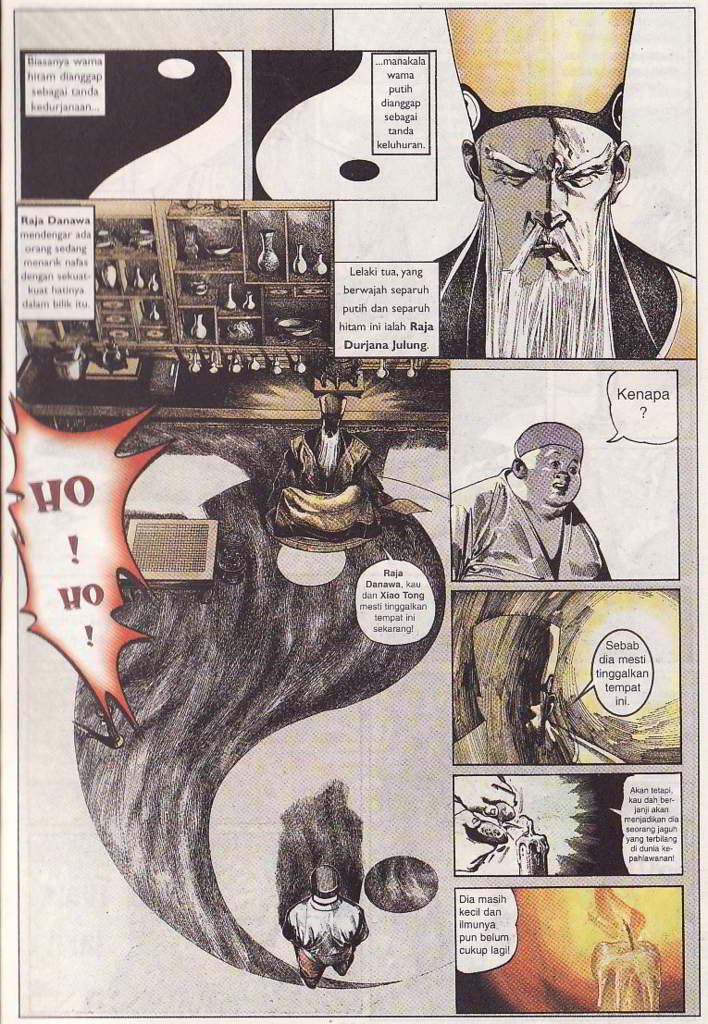 Biasanya warna
hitam dianggap
sebagai tanda
kedurjanaan...
...manakala
warna
putih
dianggap
sebagai
tanda
keluhuran.
Raja Danawa
mendengar ada
orang sedang
menarik nafas
dengan sekuat-
kuat hatinya
dalam bilik itu.
Lelaki tua, yang
berwajah separuh
putih dan separuh
hitam ini ialah Raja
Durjana Julung.
HO
!
HO
!
Raja
Danawa, kau
dan Xiao Tong
mesti tinggalkan
tempat ini
sekarang!
Kenapa
?
Sebab
dia mesti
tinggalkan
tempat
ini.
Akan tetapi,
kau dah ber-
janji akan
menjadikan dia
seorang jaguh
yang terbilang
di dunia ke-
pahlawanan!
Dia masih
kecil dan
ilmunya
pun belum
cukup lagi!